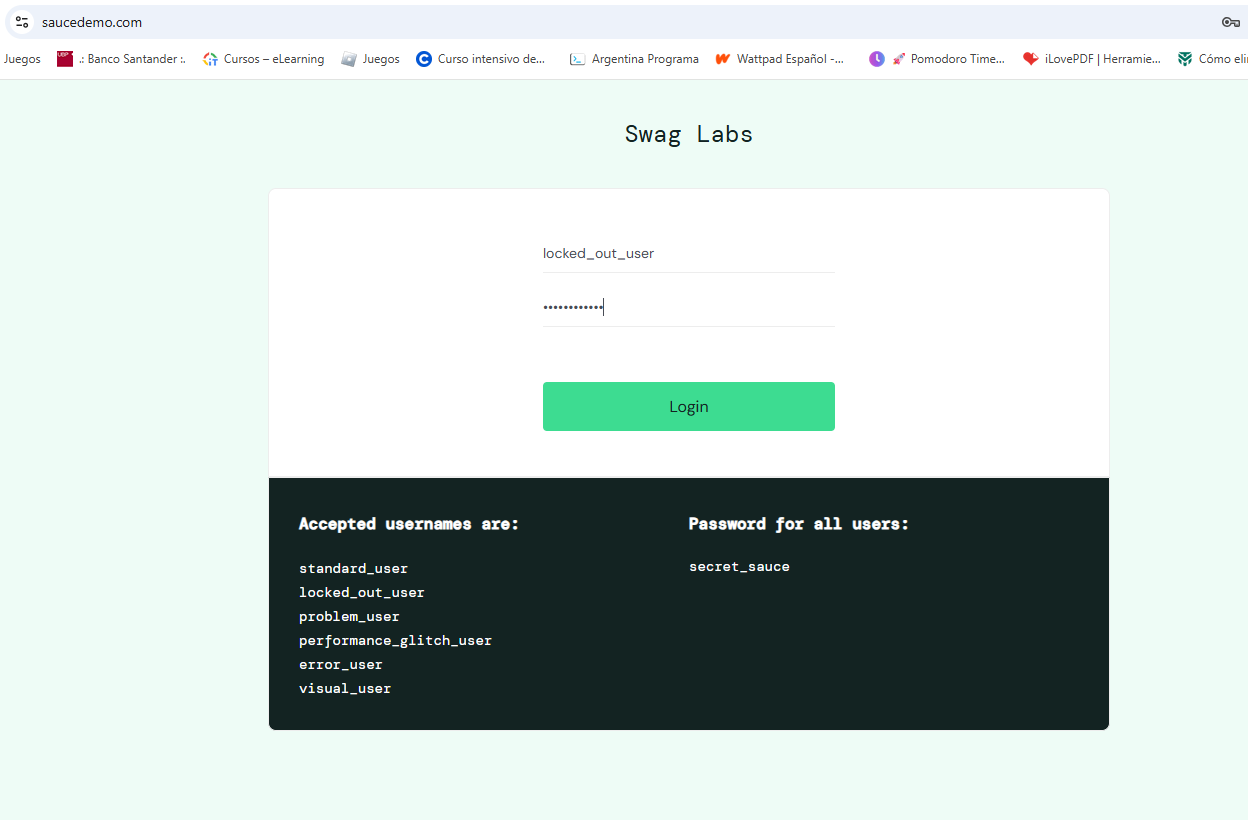 saucedemo.com
Juegos .: Banco Santander :. Cursos – eLearning Juegos Curso intensivo de... Argentina Programa Wattpad Español -... Pomodoro Time... iLovePDF | Herramie... Cómo elin
Swag Labs
locked_out_user
••••••••••••
Login
Accepted usernames are: Password for all users:
standard_user secret_sauce
locked_out_user
problem_user
performance_glitch_user
error_user
visual_user